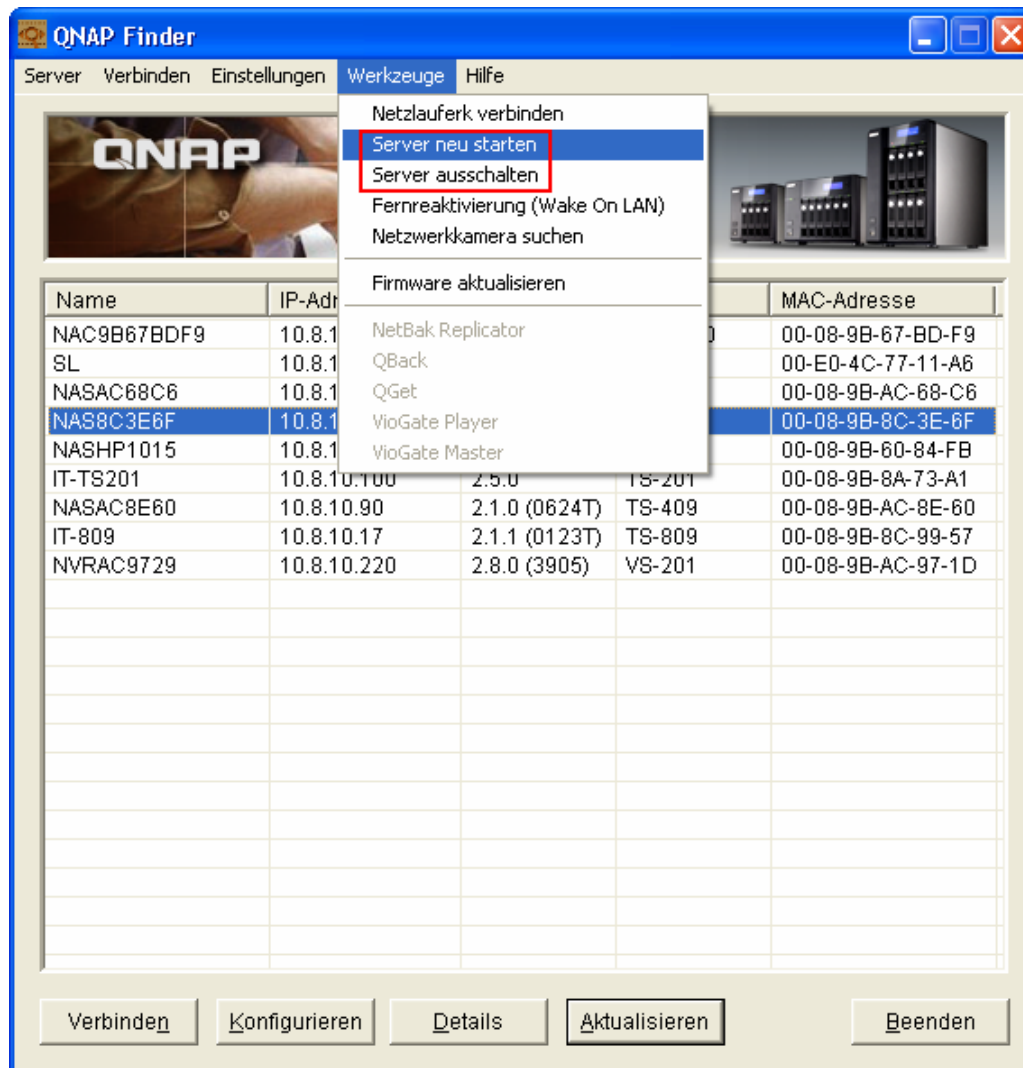 QNAP Finder
Server Verbinden Einstellungen Werkzeuge Hilfe
QNAP
Netzlauferk verbinden
Server neu starten
Server ausschalten
Fernreaktivierung (Wake On LAN)
Netzwerkkamera suchen
Firmware aktualisieren
NetBak Replicator
QBack
QGet
VioGate Player
VioGate Master
Name IP-Adr MAC-Adresse
NAC9B67BDF9 10.8.1 00-08-9B-67-BD-F9
SL 10.8.1 00-E0-4C-77-11-A6
NASAC68C6 10.8.1 00-08-9B-AC-68-C6
NAS8C3E6F 10.8.1 00-08-9B-8C-3E-6F
NASHP1015 10.8.1 00-08-9B-60-84-FB
IT-TS201 10.8.10.100 2.5.0 TS-201 00-08-9B-8A-73-A1
NASAC8E60 10.8.10.90 2.1.0 (0624T) TS-409 00-08-9B-AC-8E-60
IT-809 10.8.10.17 2.1.1 (0123T) TS-809 00-08-9B-8C-99-57
NVRAC9729 10.8.10.220 2.8.0 (3905) VS-201 00-08-9B-AC-97-1D
Verbinden Konfigurieren Details Aktualisieren Beenden